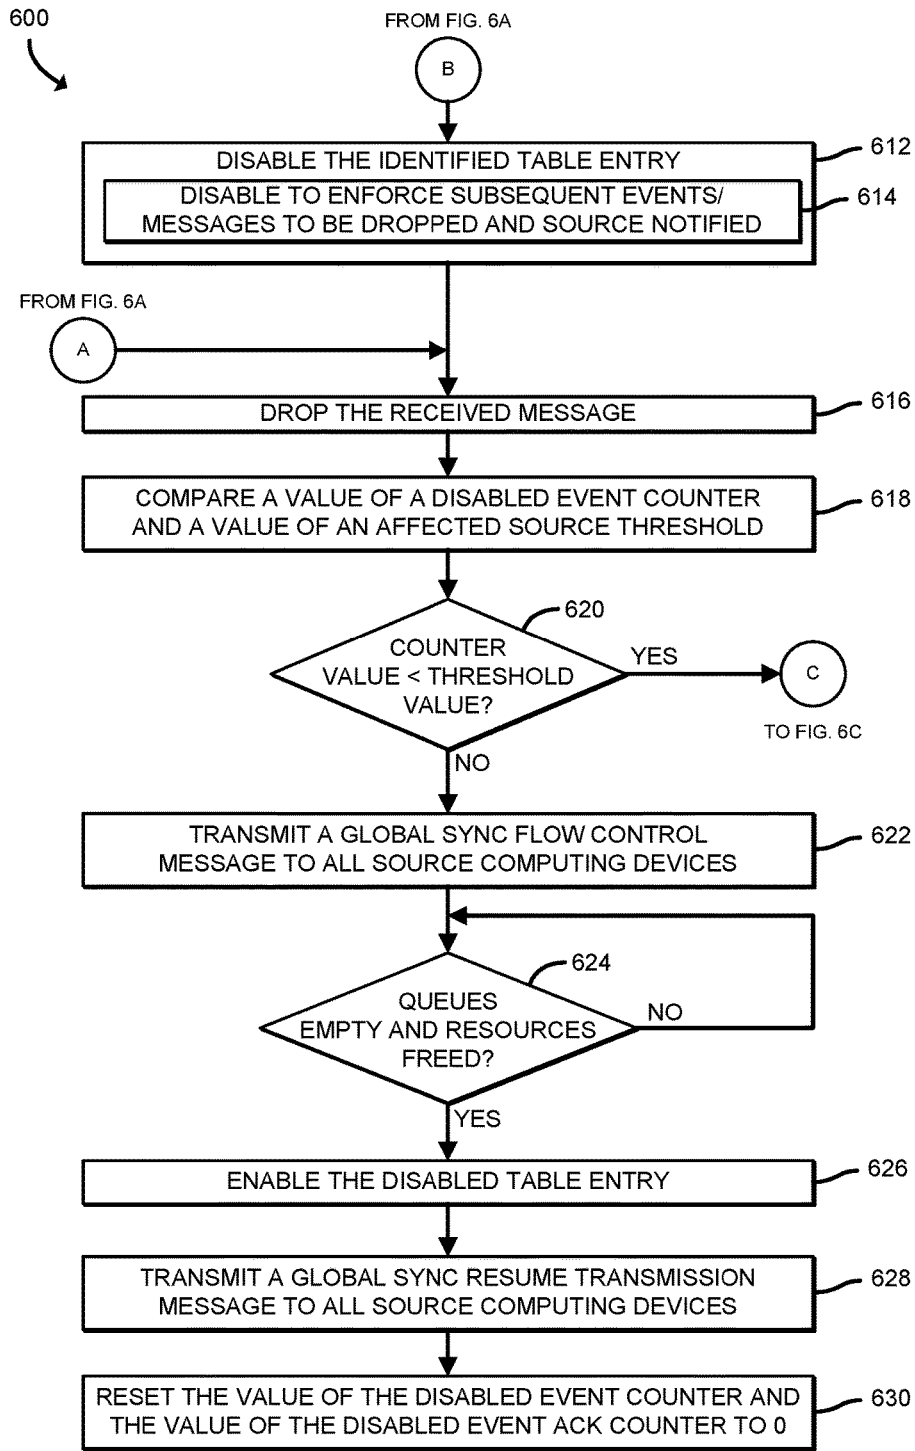 600
FROM FIG. 6A
B
DISABLE THE IDENTIFIED TABLE ENTRY
612
DISABLE TO ENFORCE SUBSEQUENT EVENTS/
MESSAGES TO BE DROPPED AND SOURCE NOTIFIED
614
FROM FIG. 6A
A
DROP THE RECEIVED MESSAGE
616
COMPARE A VALUE OF A DISABLED EVENT COUNTER
AND A VALUE OF AN AFFECTED SOURCE THRESHOLD
618
620
COUNTER
VALUE < THRESHOLD
VALUE?
YES
C
TO FIG. 6C
NO
TRANSMIT A GLOBAL SYNC FLOW CONTROL
MESSAGE TO ALL SOURCE COMPUTING DEVICES
622
624
QUEUES
EMPTY AND RESOURCES
FREED?
NO
YES
ENABLE THE DISABLED TABLE ENTRY
626
TRANSMIT A GLOBAL SYNC RESUME TRANSMISSION
MESSAGE TO ALL SOURCE COMPUTING DEVICES
628
RESET THE VALUE OF THE DISABLED EVENT COUNTER AND
THE VALUE OF THE DISABLED EVENT ACK COUNTER TO 0
630